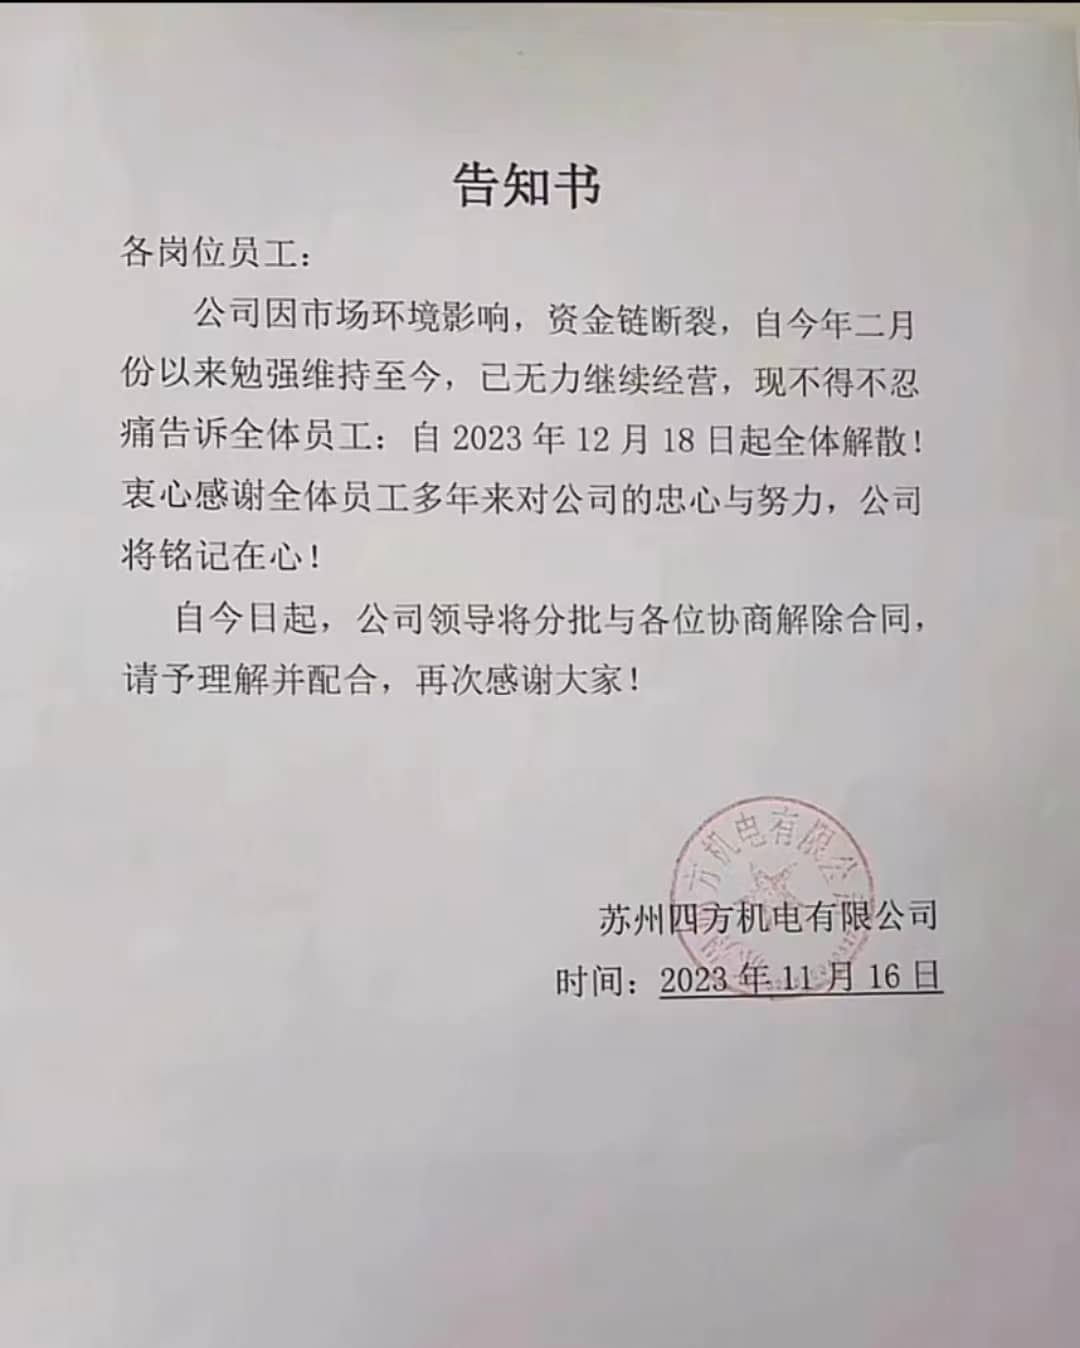 告知书
各岗位员工：
公司因市场环境影响，资金链断裂，自今年二月
份以来勉强维持至今，已无力继续经营，现不得不忍
痛告诉全体员工：自 2023 年 12 月 18 日起全体解散！
衷心感谢全体员工多年来对公司的忠心与努力，公司
将铭记在心！
自今日起，公司领导将分批与各位协商解除合同，
请予理解并配合，再次感谢大家！
方机电有限公
苏州四方机电有限公司
时间：2023 年 11 月 16 日